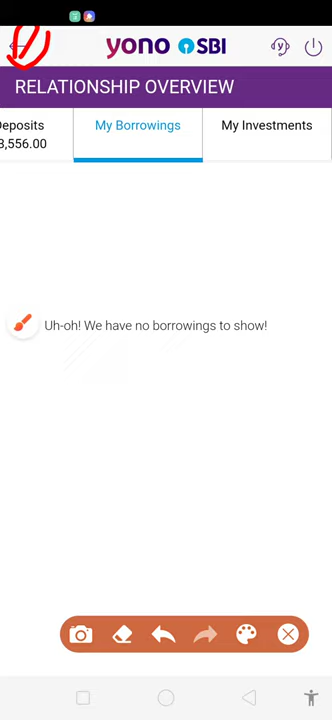 yono SBI
RELATIONSHIP OVERVIEW
Deposits
My Borrowings
My Investments
3,556.00
Uh-oh! We have no borrowings to show!